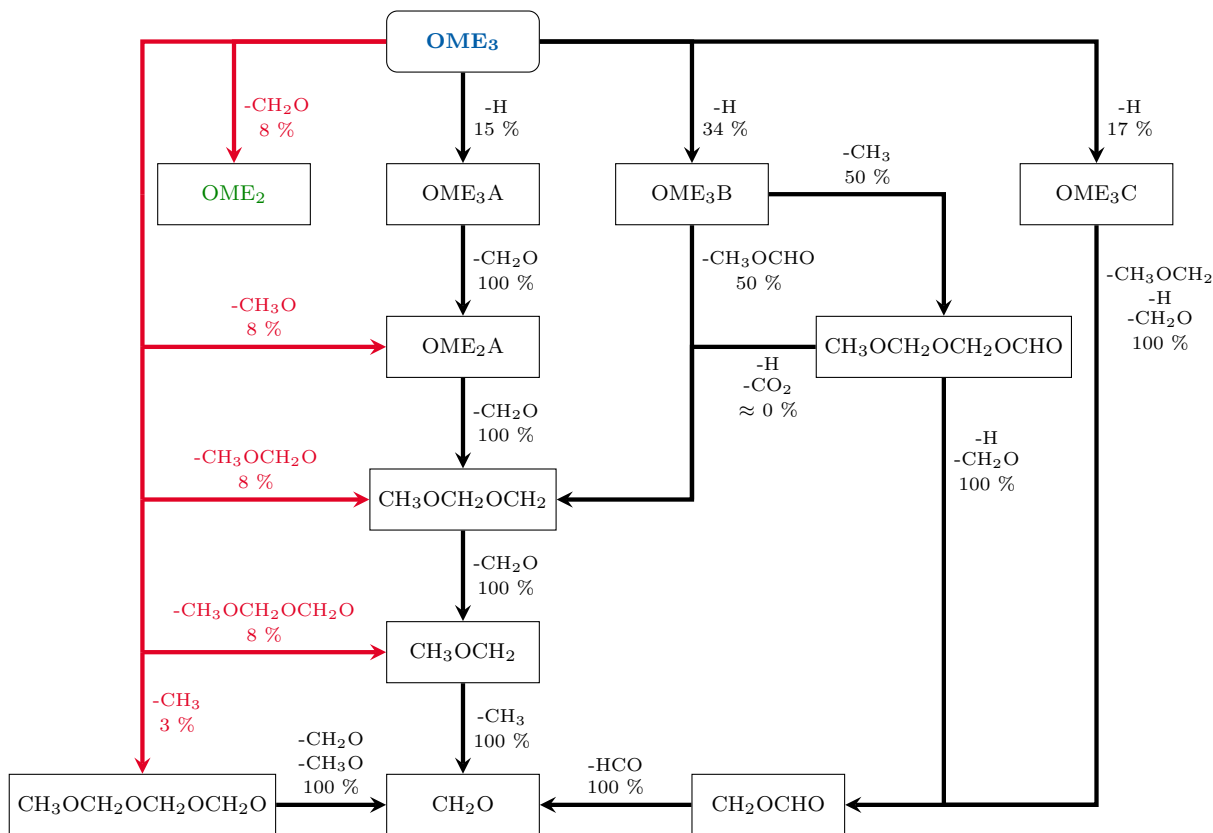 OME₃
-CH₂O
8 %
-H
15 %
-H
34 %
-H
17 %
-CH₃
50 %
OME₂
OME₃A
OME₃B
OME₃C
-CH₂O
100 %
-CH₃OCHO
50 %
-CH₃OCH₂
-H
-CH₂O
100 %
-CH₃O
8 %
OME₂A
CH₃OCH₂OCH₂OCHO
-H
-CO₂
≈ 0 %
-CH₂O
100 %
-H
-CH₂O
100 %
-CH₃OCH₂O
8 %
CH₃OCH₂OCH₂
-CH₂O
100 %
-CH₃OCH₂OCH₂O
8 %
CH₃OCH₂
-CH₃
3 %
-CH₃
100 %
-CH₂O
-CH₃O
100 %
-HCO
100 %
CH₃OCH₂OCH₂OCH₂O
CH₂O
CH₂OCHO